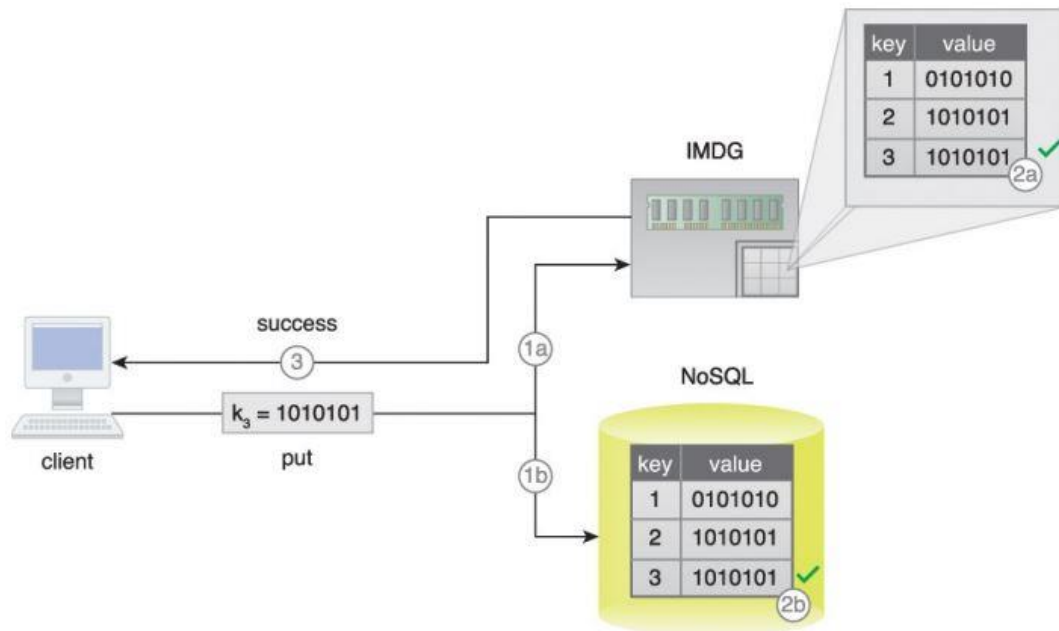 key value
1 0101010
2 1010101
3 1010101
2a
IMDG
success
3
1a
k₃ = 1010101
put
client
1b
NoSQL
key value
1 0101010
2 1010101
3 1010101
2b